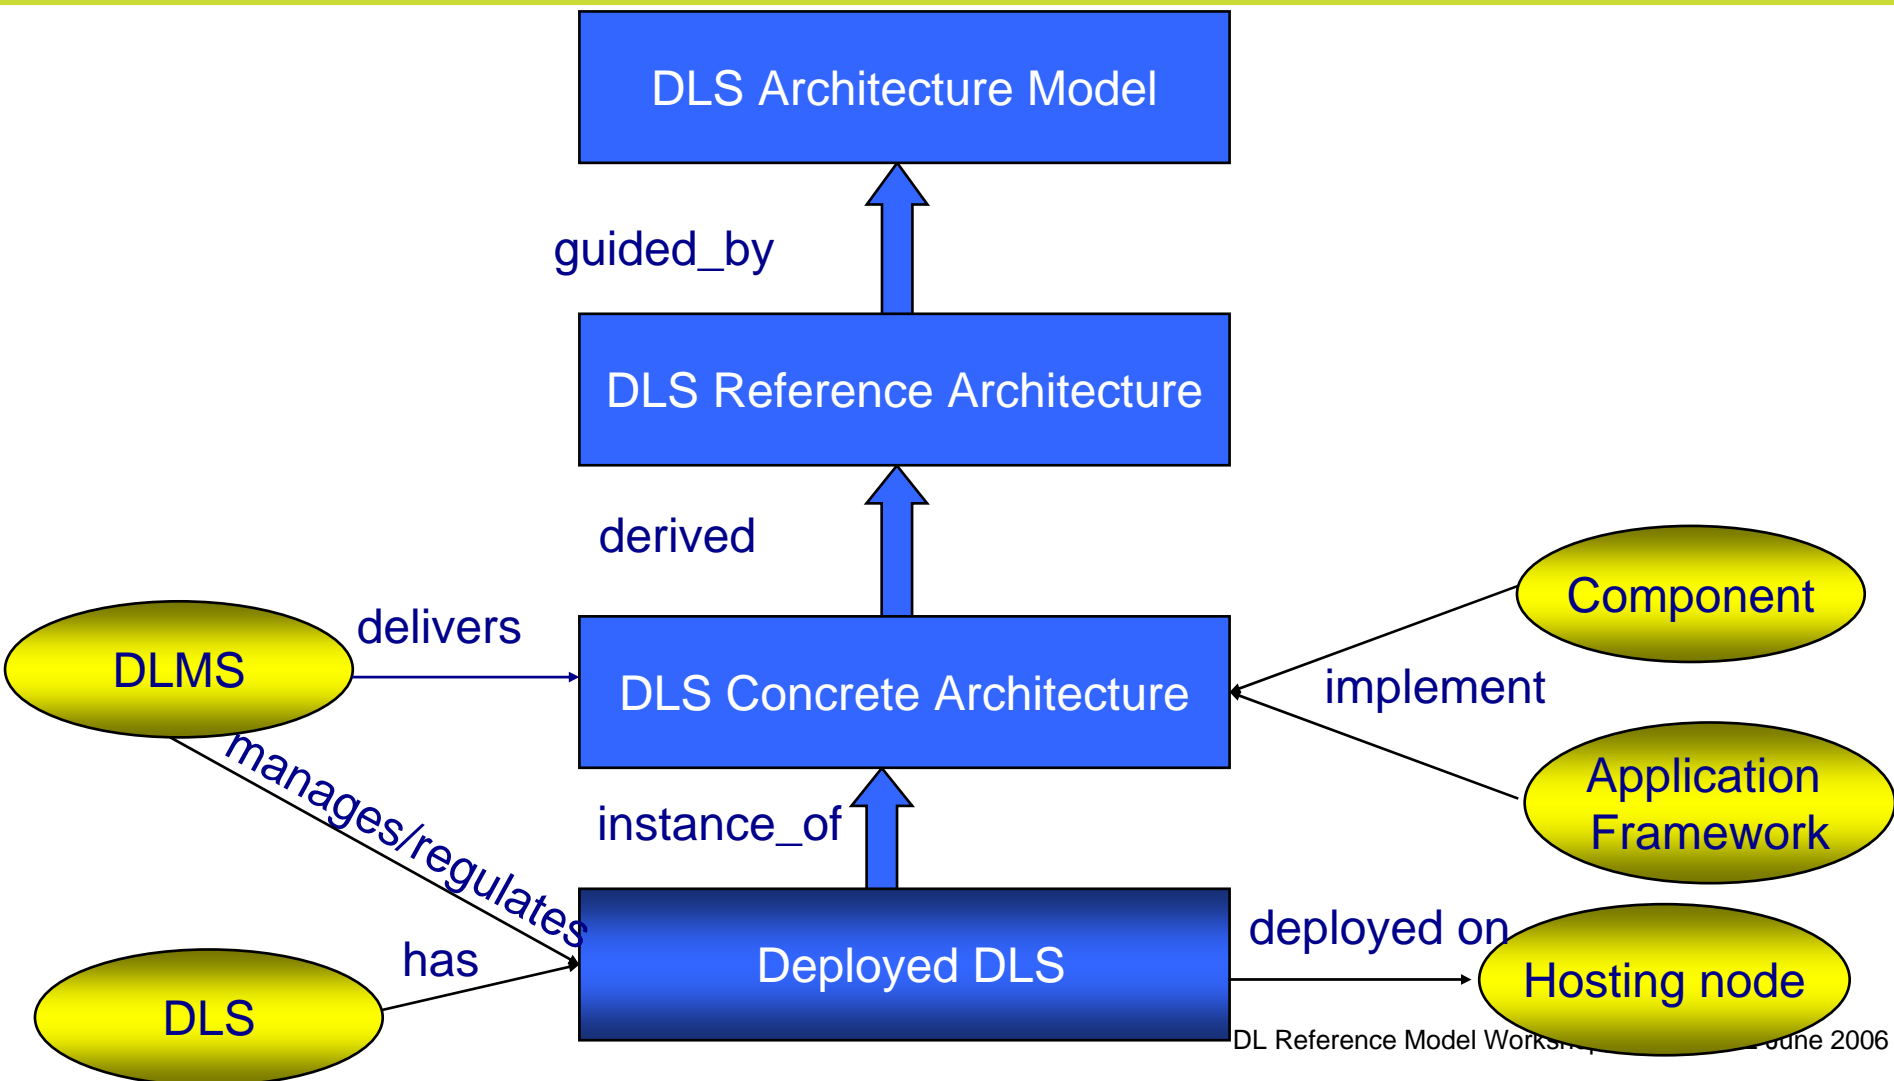 DLS Architecture Model
guided_by
DLS Reference Architecture
derived
Component
delivers
DLMS
DLS Concrete Architecture
implement
manages/regulates
instance_of
Application
Framework
deployed on
has
Deployed DLS
Hosting node
DLS
DL Reference Model June 2006